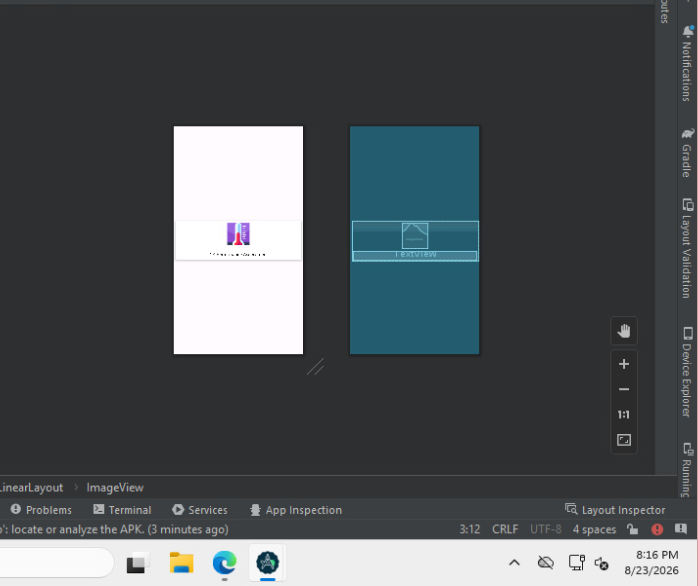 utes
Notifications
Gradle
Layout Validation
Device Explorer
Running
TextView
1:1
LinearLayout > ImageView
Problems Terminal Services App Inspection Layout Inspector
': locate or analyze the APK. (3 minutes ago) 3:12 CRLF UTF-8 4 spaces
8:16 PM
8/23/2026